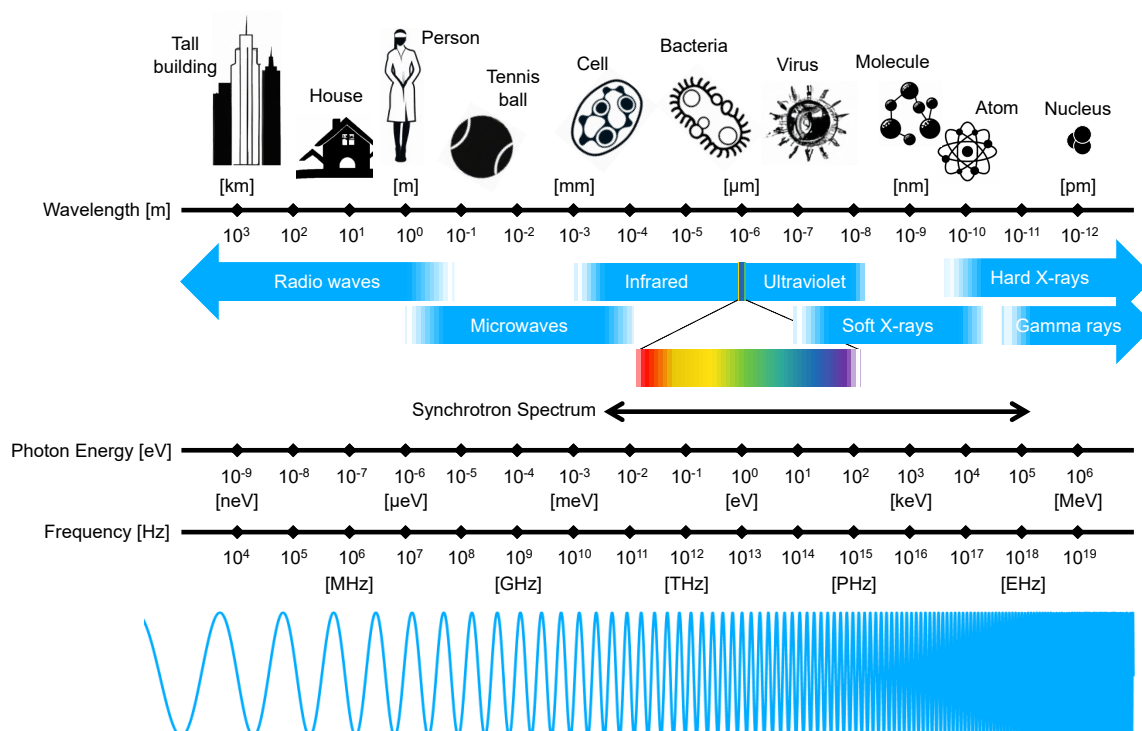 Tall
building
House
Person
Tennis
ball
Cell
Bacteria
Virus
Molecule
Atom
Nucleus
[km] [m] [mm] [µm] [nm] [pm]
Wavelength [m]
10³ 10² 10¹ 10⁰ 10⁻¹ 10⁻² 10⁻³ 10⁻⁴ 10⁻⁵ 10⁻⁶ 10⁻⁷ 10⁻⁸ 10⁻⁹ 10⁻¹⁰ 10⁻¹¹ 10⁻¹²
Radio waves Infrared Ultraviolet Hard X-rays
Microwaves Soft X-rays Gamma rays
Synchrotron Spectrum
Photon Energy [eV]
10⁻⁹ 10⁻⁸ 10⁻⁷ 10⁻⁶ 10⁻⁵ 10⁻⁴ 10⁻³ 10⁻² 10⁻¹ 10⁰ 10¹ 10² 10³ 10⁴ 10⁵ 10⁶
[neV] [µeV] [meV] [eV] [keV] [MeV]
Frequency [Hz]
10⁴ 10⁵ 10⁶ 10⁷ 10⁸ 10⁹ 10¹⁰ 10¹¹ 10¹² 10¹³ 10¹⁴ 10¹⁵ 10¹⁶ 10¹⁷ 10¹⁸ 10¹⁹
[MHz] [GHz] [THz] [PHz] [EHz]